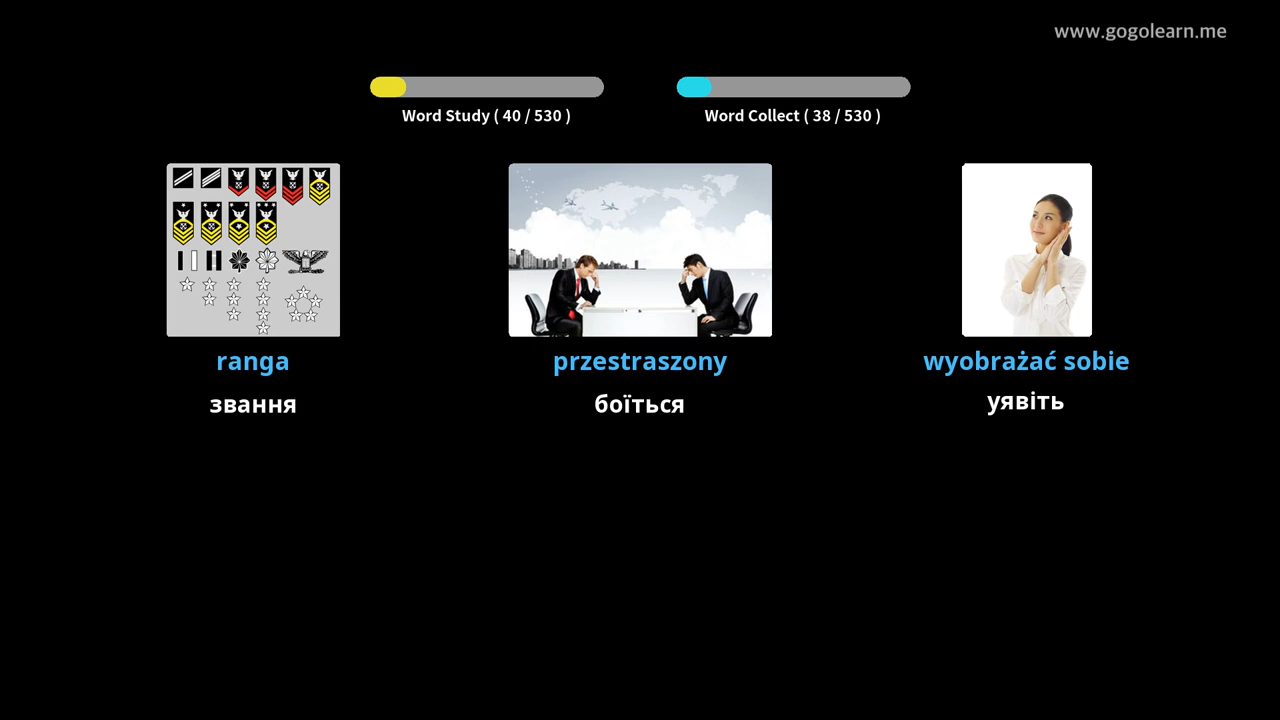 www.gogolearn.me
Word Study ( 40 / 530 )
Word Collect ( 38 / 530 )
ranga
przestraszony
wyobrażać sobie
звання
боїться
уявіть